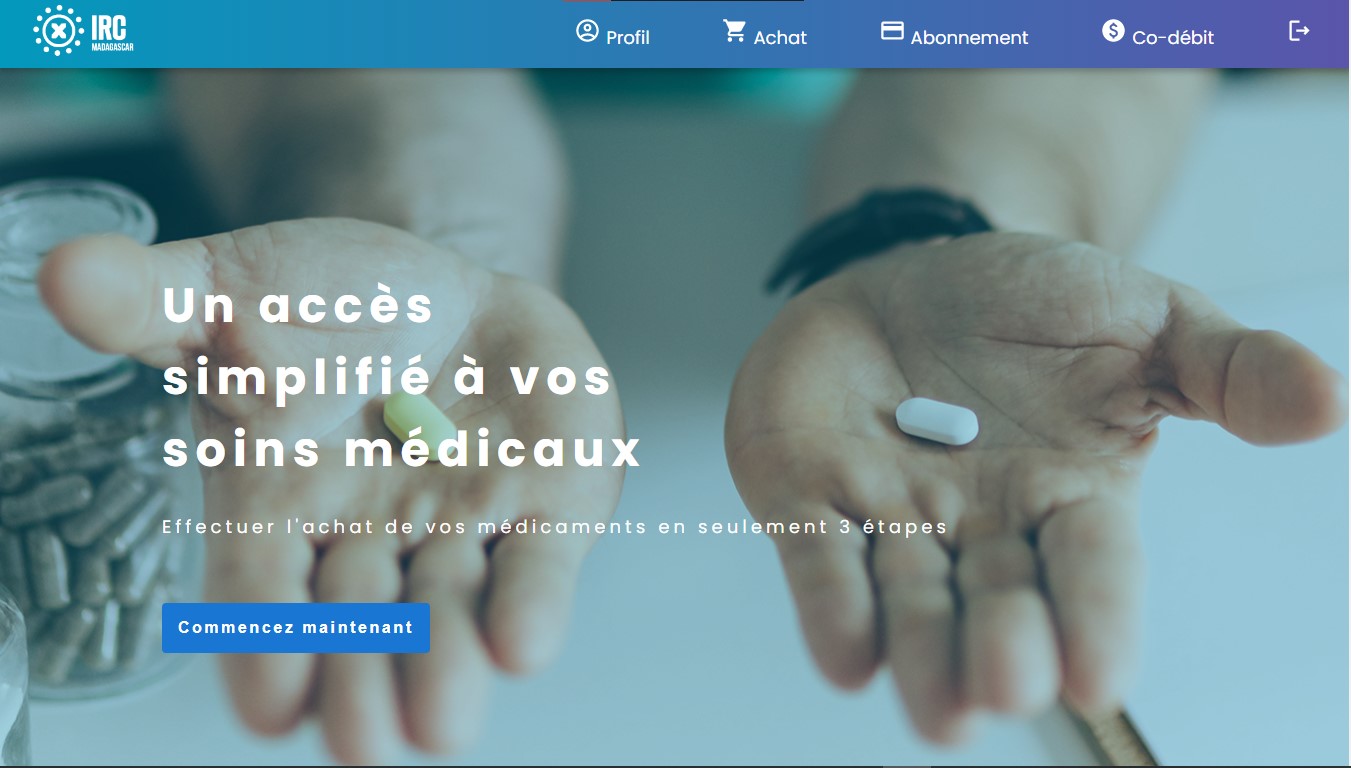 IRC
MADAGASCAR
Profil
Achat
Abonnement
Co-débit
Un accès
simplifié à vos
soins médicaux
Effectuer l'achat de vos médicaments en seulement 3 étapes
Commencez maintenant